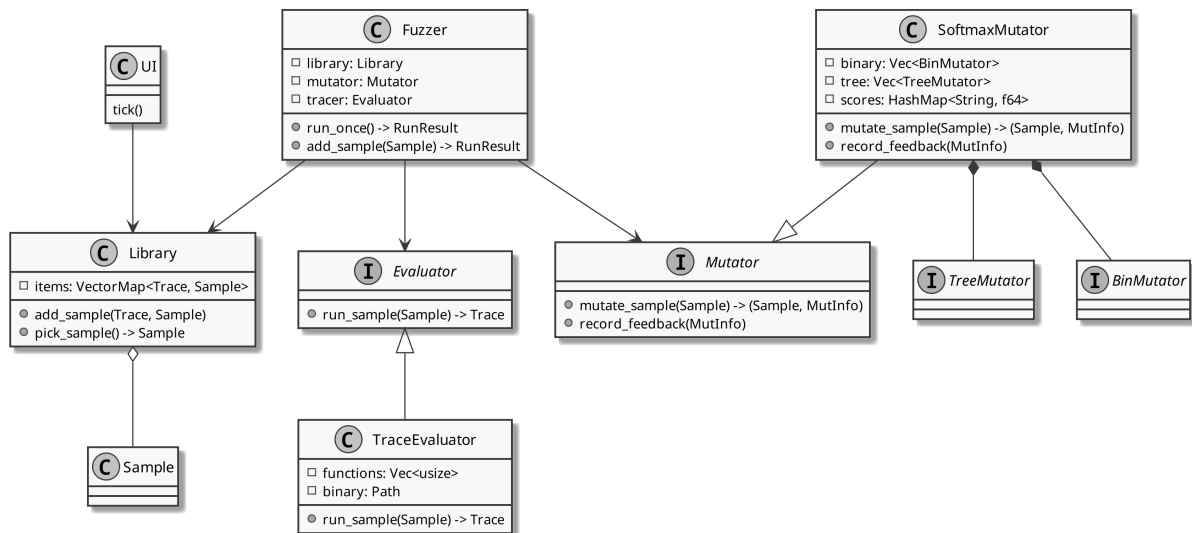 C UI
tick()
C Fuzzer
library: Library
mutator: Mutator
tracer: Evaluator
run_once() -> RunResult
add_sample(Sample) -> RunResult
C SoftmaxMutator
binary: Vec<BinMutator>
tree: Vec<TreeMutator>
scores: HashMap<String, f64>
mutate_sample(Sample) -> (Sample, MutInfo)
record_feedback(MutInfo)
C Library
items: VectorMap<Trace, Sample>
add_sample(Trace, Sample)
pick_sample() -> Sample
I Evaluator
run_sample(Sample) -> Trace
I Mutator
mutate_sample(Sample) -> (Sample, MutInfo)
record_feedback(MutInfo)
I TreeMutator
I BinMutator
C Sample
C TraceEvaluator
functions: Vec<usize>
binary: Path
run_sample(Sample) -> Trace